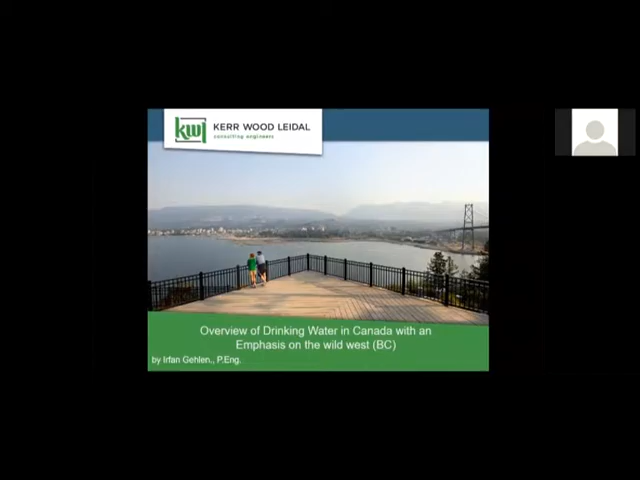 kwl KERR WOOD LEIDAL
consulting engineers
Overview of Drinking Water in Canada with an
Emphasis on the wild west (BC)
by Irfan Gehlen., P.Eng.